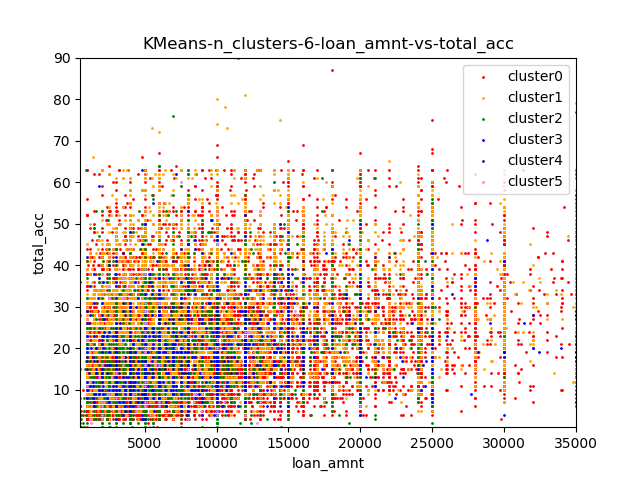 KMeans-n_clusters-6-loan_amnt-vs-total_acc
90
80
70
60
50
40
30
20
10
total_acc
cluster0
cluster1
cluster2
cluster3
cluster4
cluster5
5000 10000 15000 20000 25000 30000 35000
loan_amnt